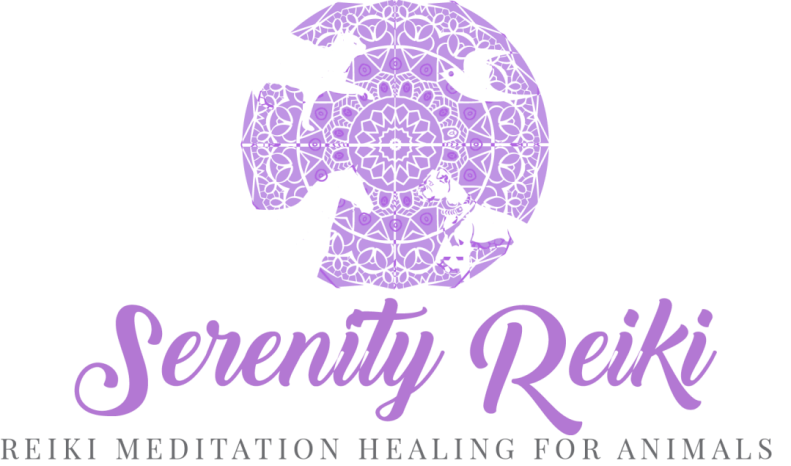 Serenity Reiki
REIKI MEDITATION HEALING FOR ANIMALS